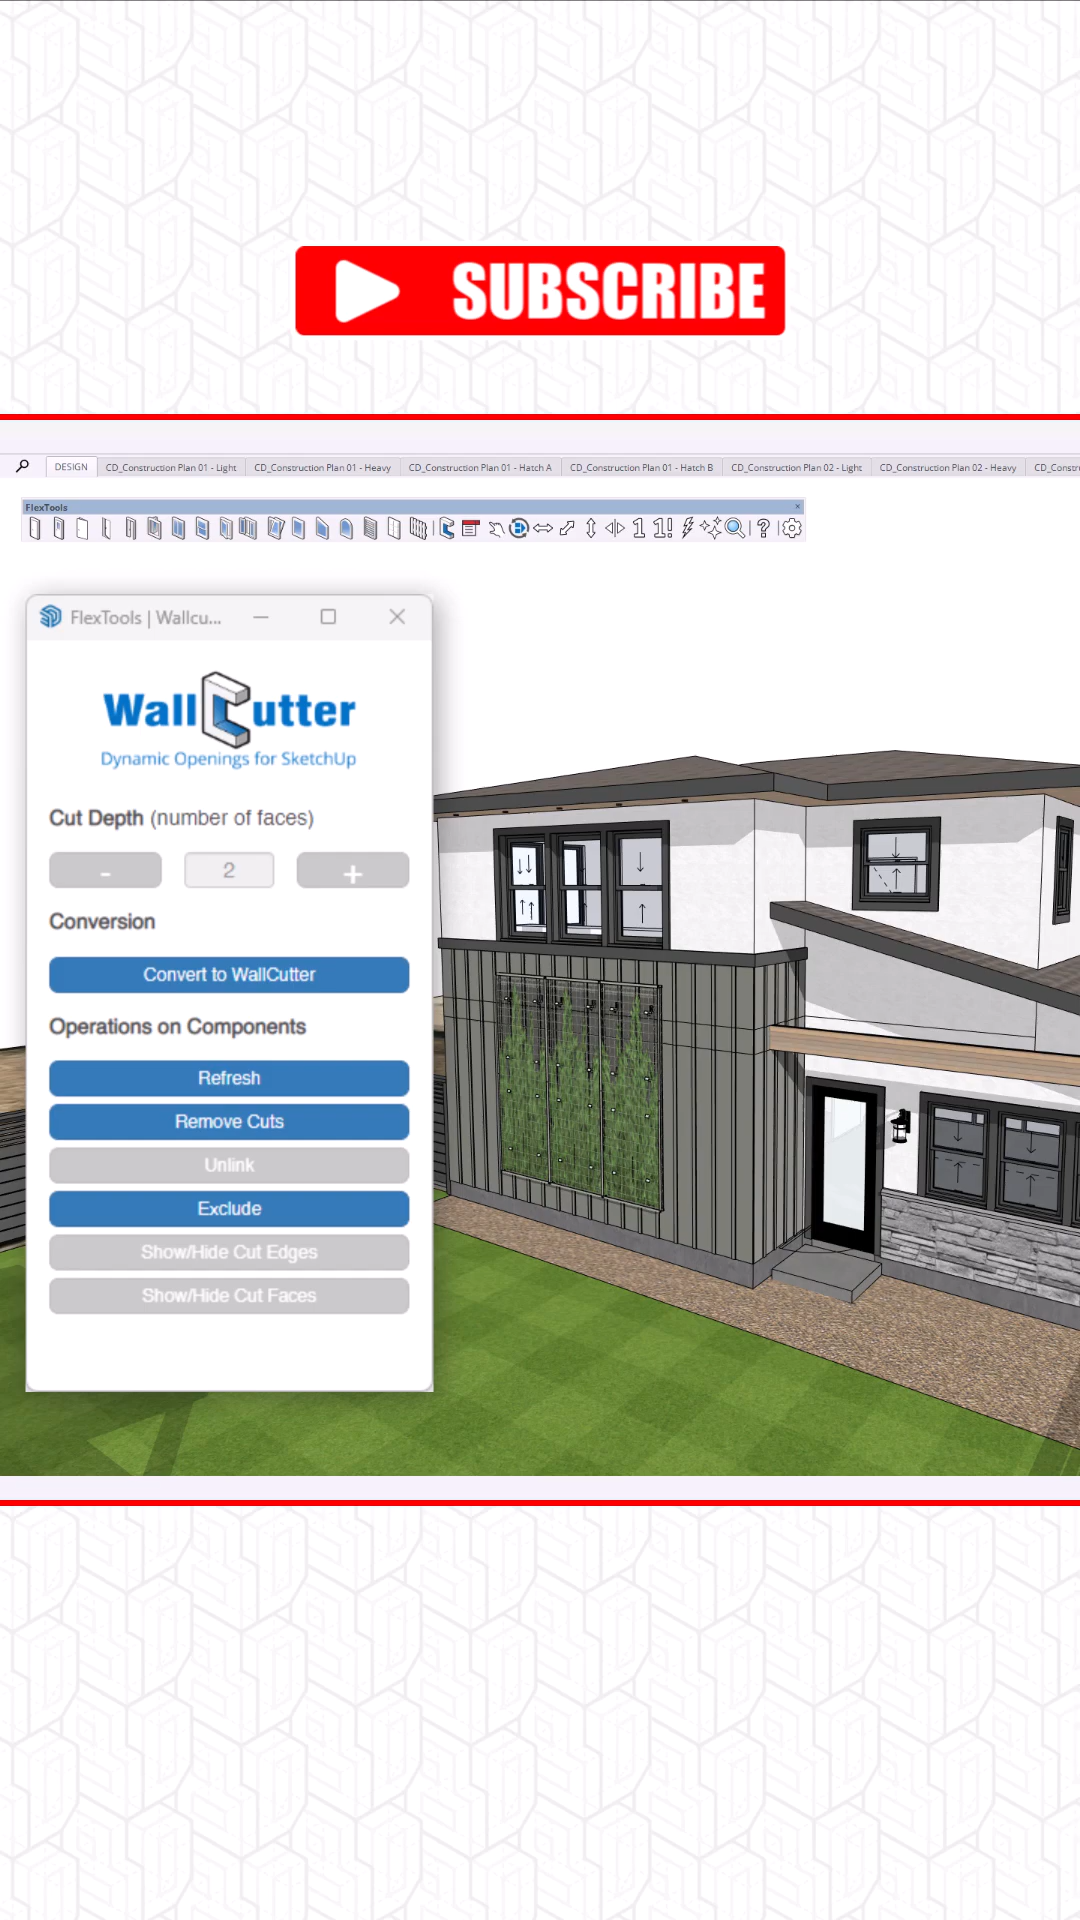 SUBSCRIBE
DESIGN CD_Construction Plan 01 - Light CD_Construction Plan 01 - Heavy CD_Construction Plan 01 - Hatch A CD_Construction Plan 01 - Hatch B CD_Construction Plan 02 - Light CD_Construction Plan 02 - Heavy CD_Constru
FlexTools
1 1! ?
FlexTools | Wallcu...
WallCutter
Dynamic Openings for SketchUp
Cut Depth (number of faces)
- 2 +
Conversion
Convert to WallCutter
Operations on Components
Refresh
Remove Cuts
Unlink
Exclude
Show/Hide Cut Edges
Show/Hide Cut Faces